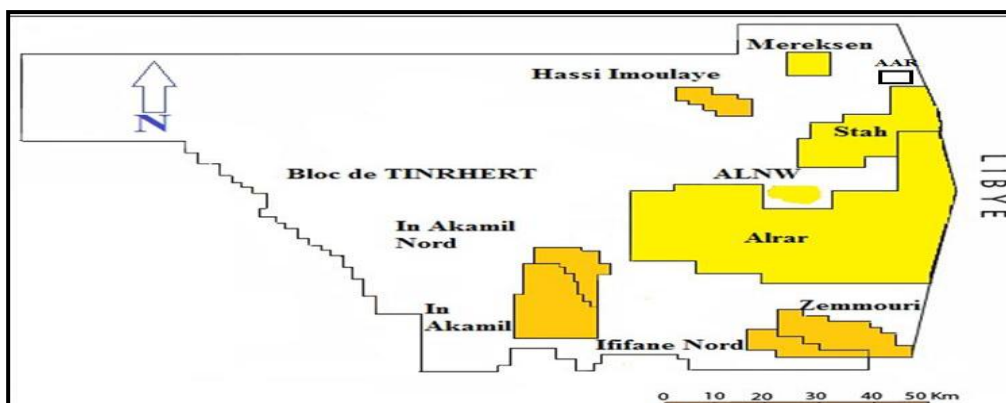 Mereksen
AAR
Hassi Imoulaye
Stah
LIBYE
N
Bloc de TINRHERT
ALNW
In Akamil
Nord
Alrar
In
Akamil
Zemmouri
Ififane Nord
0 10 20 30 40 50 Km